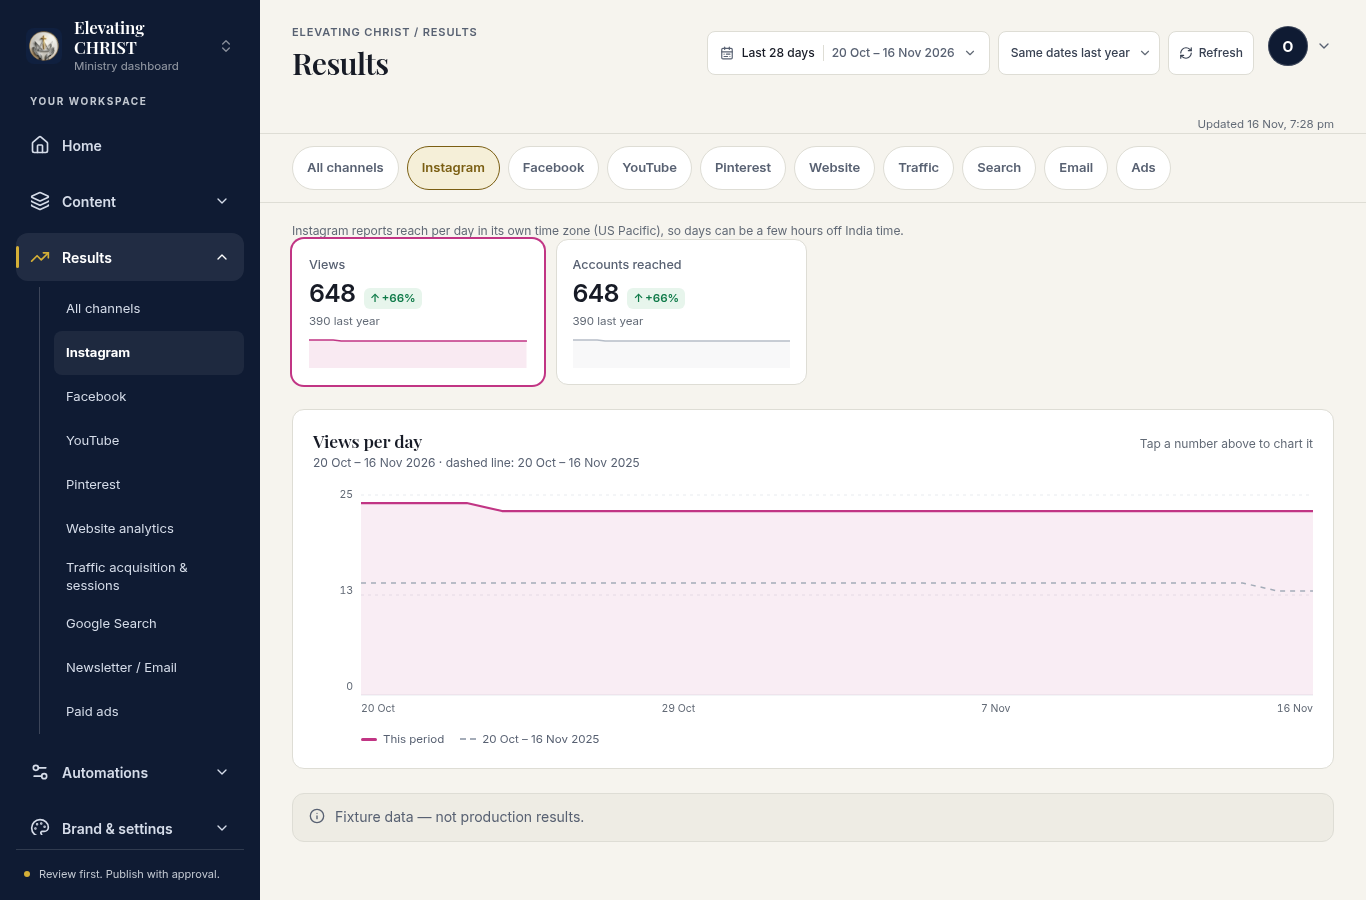 Elevating
CHRIST
Ministry dashboard
YOUR WORKSPACE
Home
Content
Results
All channels
Instagram
Facebook
YouTube
Pinterest
Website analytics
Traffic acquisition &
sessions
Google Search
Newsletter / Email
Paid ads
Automations
Brand & settings
Review first. Publish with approval.
ELEVATING CHRIST / RESULTS
Results
Last 28 days 20 Oct – 16 Nov 2026
Same dates last year
Refresh
O
Updated 16 Nov, 7:28 pm
All channels Instagram Facebook YouTube Pinterest Website Traffic Search Email Ads
Instagram reports reach per day in its own time zone (US Pacific), so days can be a few hours off India time.
Views
648 ↑ +66%
390 last year
Accounts reached
648 ↑ +66%
390 last year
Views per day
Tap a number above to chart it
20 Oct – 16 Nov 2026 · dashed line: 20 Oct – 16 Nov 2025
25
13
0
20 Oct 29 Oct 7 Nov 16 Nov
This period 20 Oct – 16 Nov 2025
Fixture data — not production results.